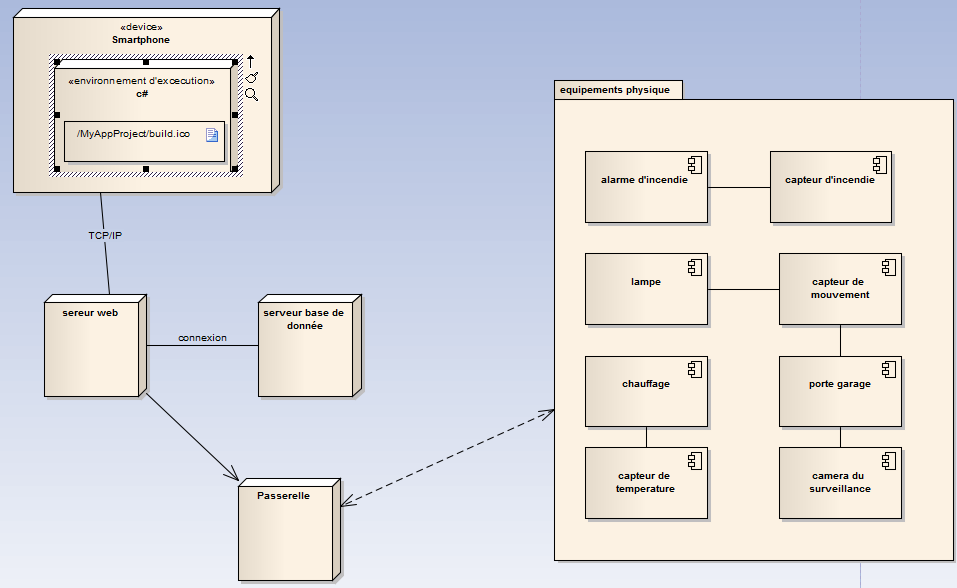 «device»
Smartphone
«environnement d'excecution»
c#
/MyAppProject/build.ico
TCP/IP
sereur web
connexion
serveur base de
donnée
Passerelle
equipements physique
alarme d'incendie
capteur d'incendie
lampe
capteur de
mouvement
chauffage
porte garage
capteur de
temperature
camera du
surveillance